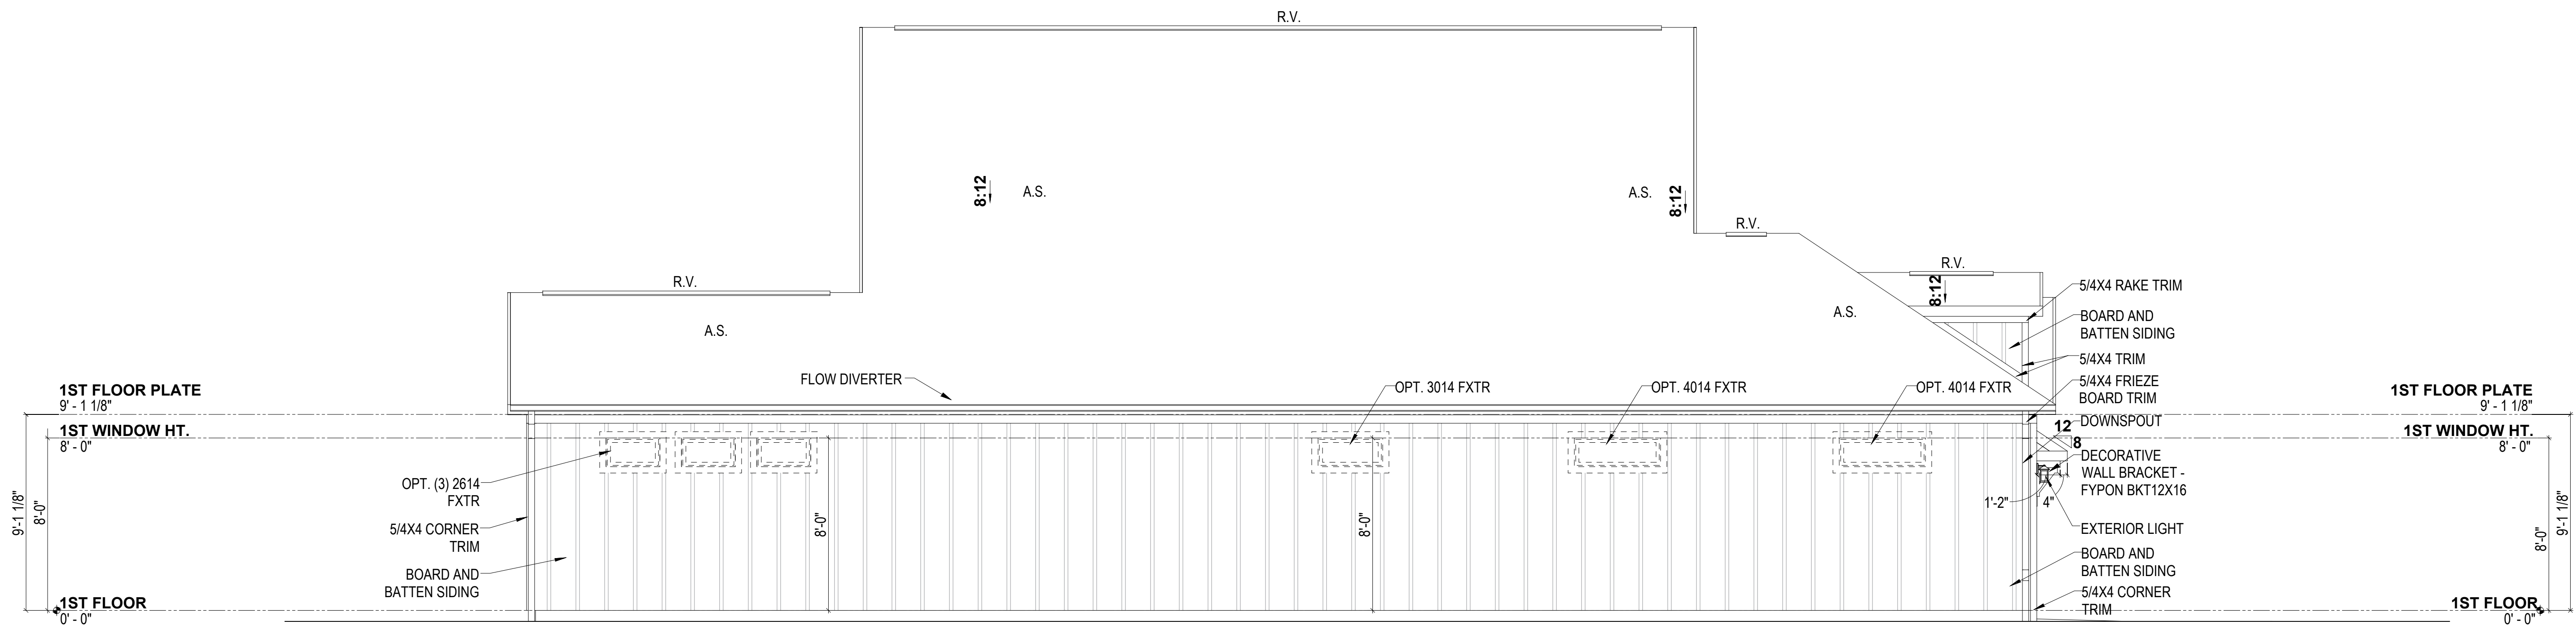 R.V.
8:12
A.S.
A.S.
8:12
R.V.
R.V.
8:12
R.V.
A.S.
A.S.
5/4X4 RAKE TRIM
BOARD AND
BATTEN SIDING
5/4X4 TRIM
5/4X4 FRIEZE
BOARD TRIM
DOWNSPOUT
12
8
DECORATIVE
WALL BRACKET -
FYPON BKT12X16
1'-2"
4"
EXTERIOR LIGHT
BOARD AND
BATTEN SIDING
5/4X4 CORNER
TRIM
FLOW DIVERTER
OPT. 3014 FXTR
OPT. 4014 FXTR
OPT. 4014 FXTR
OPT. (3) 2614
FXTR
5/4X4 CORNER
TRIM
BOARD AND
BATTEN SIDING
8'-0"
8'-0"
1ST FLOOR PLATE
9' - 1 1/8"
1ST WINDOW HT.
8' - 0"
9'-1 1/8"
8'-0"
1ST FLOOR
0' - 0"
1ST FLOOR PLATE
9' - 1 1/8"
1ST WINDOW HT.
8' - 0"
8'-0"
9'-1 1/8"
1ST FLOOR
0' - 0"